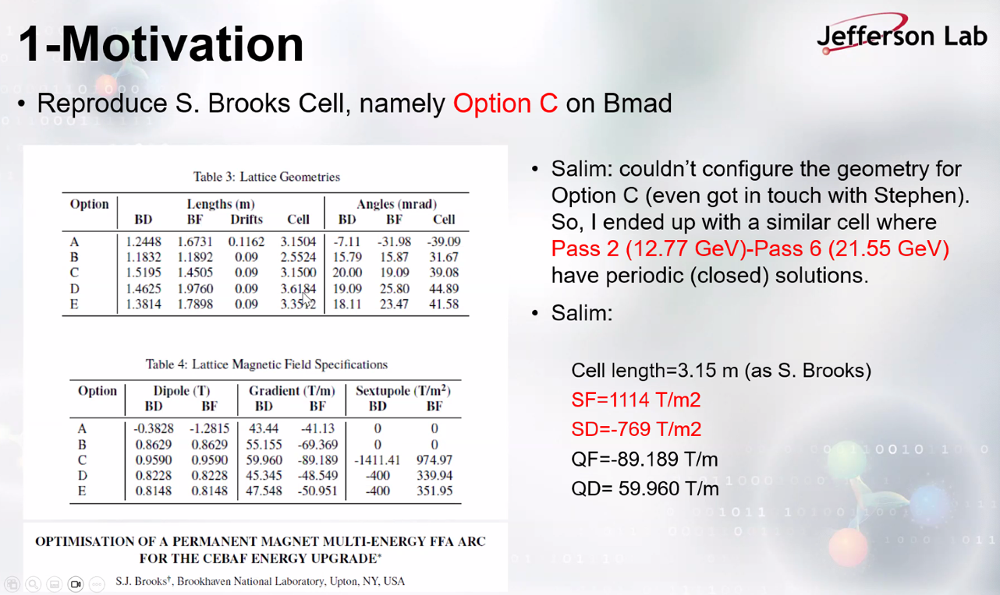 1-Motivation
Jefferson Lab
• Reproduce S. Brooks Cell, namely Option C on Bmad
Table 3: Lattice Geometries
Option Lengths (m) Angles (mrad)
BD BF Drifts Cell BD BF Cell
A 1.2448 1.6731 0.1162 3.1504 -7.11 -31.98 -39.09
B 1.1832 1.1892 0.09 2.5524 15.79 15.87 31.67
C 1.5195 1.4505 0.09 3.1500 20.00 19.09 39.08
D 1.4625 1.9760 0.09 3.6184 19.09 25.80 44.89
E 1.3814 1.7898 0.09 18.11 23.47 41.58
Table 4: Lattice Magnetic Field Specifications
Option Dipole (T) Gradient (T/m) Sextupole (T/m²)
BD BF BD BF BD BF
A -0.3828 -1.2815 43.44 -41.13 0 0
B 0.8629 0.8629 55.155 -69.369 0 0
C 0.9590 0.9590 59.960 -89.189 -1411.41 974.97
D 0.8228 0.8228 45.345 -48.549 -400 339.94
E 0.8148 0.8148 47.548 -50.951 -400 351.95
OPTIMISATION OF A PERMANENT MAGNET MULTI-ENERGY FFA ARC
FOR THE CEBAF ENERGY UPGRADE*
S.J. Brooks†, Brookhaven National Laboratory, Upton, NY, USA
• Salim: couldn't configure the geometry for
Option C (even got in touch with Stephen).
So, I ended up with a similar cell where
Pass 2 (12.77 GeV)-Pass 6 (21.55 GeV)
have periodic (closed) solutions.
• Salim:
Cell length=3.15 m (as S. Brooks)
SF=1114 T/m2
SD=-769 T/m2
QF=-89.189 T/m
QD= 59.960 T/m